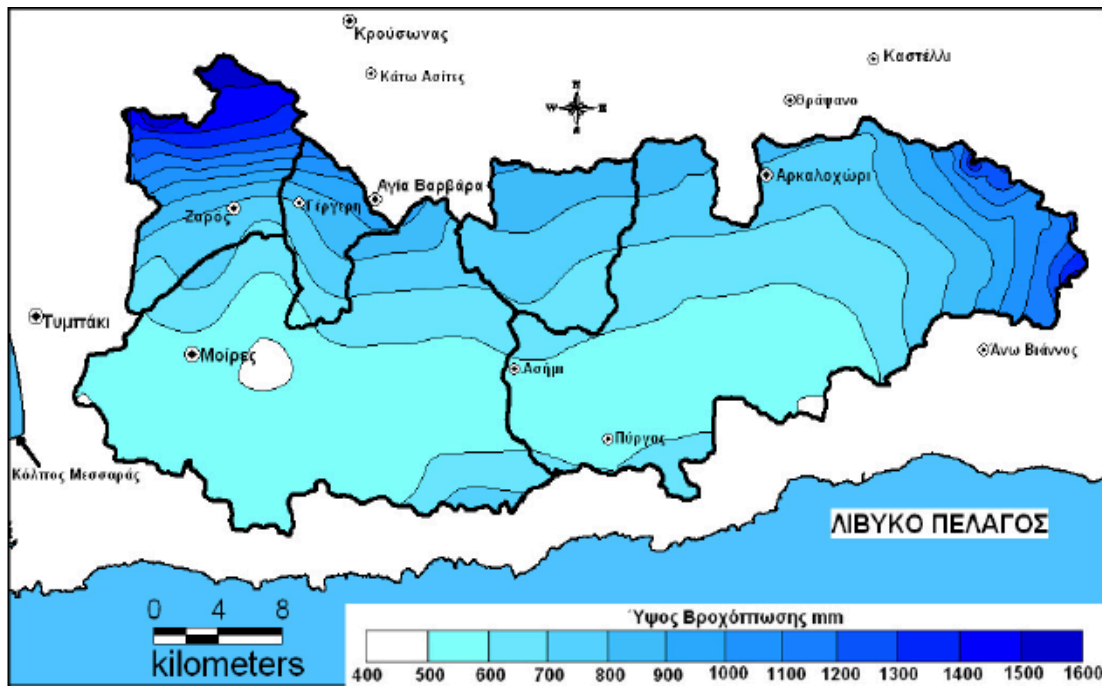 Κρούσωνας
Κάτω Ασίτες
Καστέλλι
Θράψανο
N
W E
S
Αγία Βαρβάρα
Αρκαλοχώρι
Ζαρός
Γέργερη
Τυμπάκι
Μοίρες
Ασήμι
Άνω Βιάννος
Πύργος
Κόλπος Μεσσαράς
ΛΙΒΥΚΟ ΠΕΛΑΓΟΣ
0 4 8
kilometers
Ύψος Βροχόπτωσης mm
400 500 600 700 800 900 1000 1100 1200 1300 1400 1500 1600